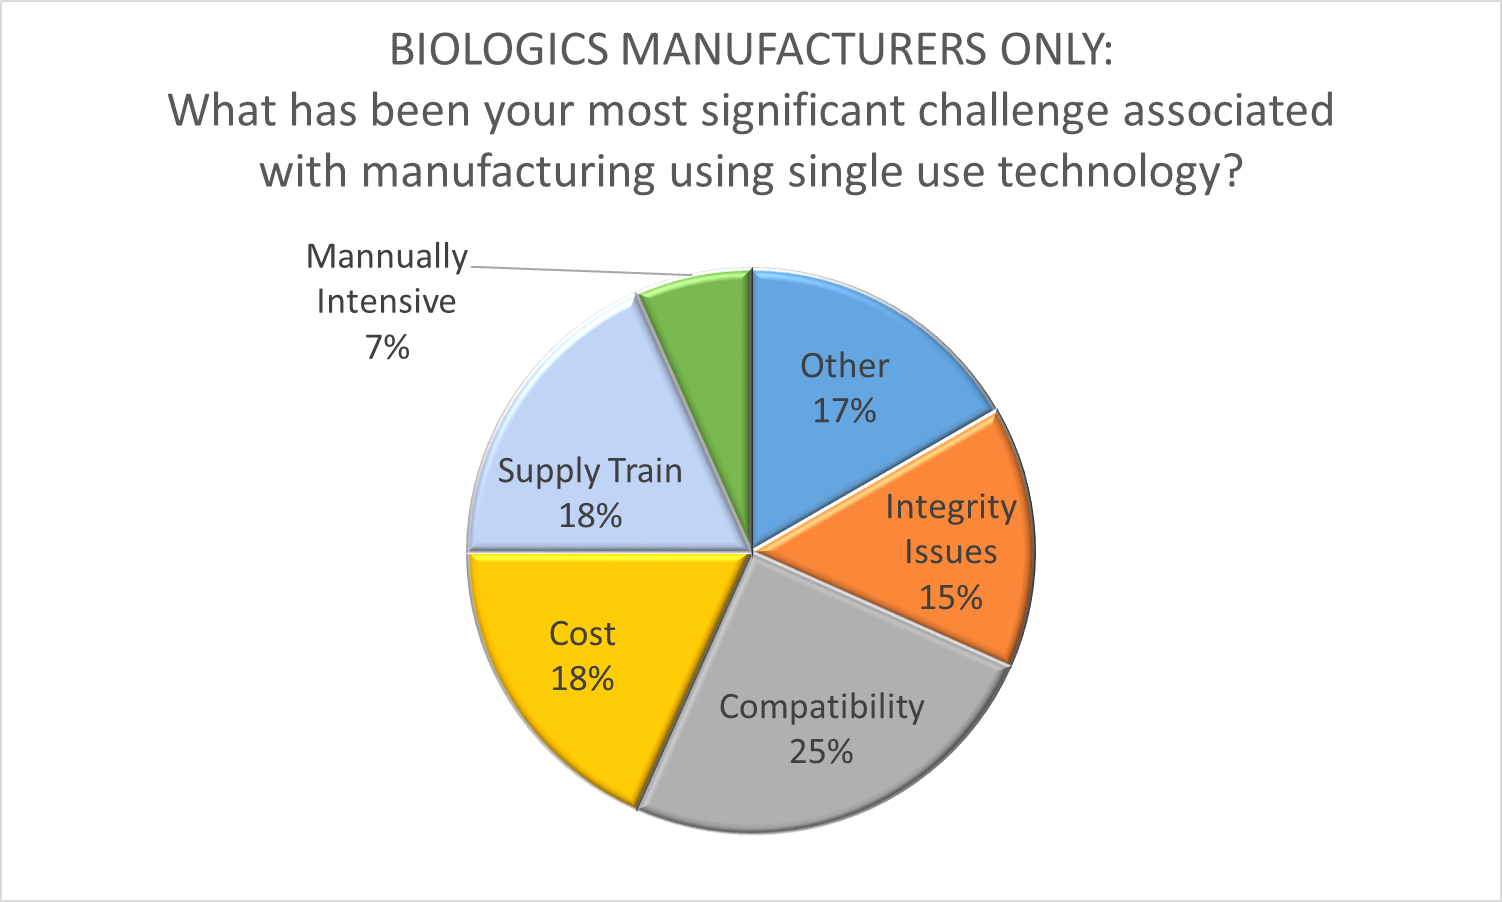 BIOLOGICS MANUFACTURERS ONLY:
What has been your most significant challenge associated
with manufacturing using single use technology?
Mannually
Intensive
7%
Other
17%
Supply Train
18%
Integrity
Issues
15%
Cost
18%
Compatibility
25%